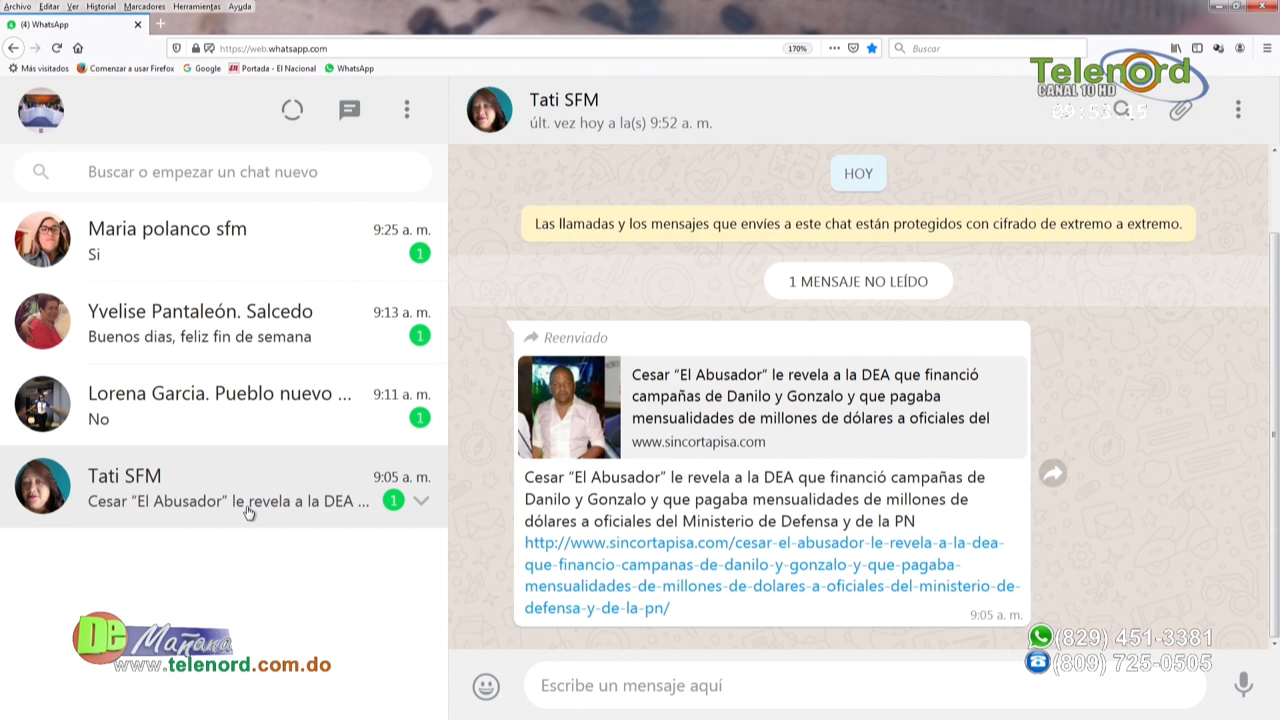 Archivo Editar Ver Historial Marcadores Herramientas Ayuda
(4) WhatsApp
https://web.whatsapp.com
170%
Buscar
Más visitados Comenzar a usar Firefox Google Portada - El Nacional WhatsApp
Telenord
CANAL 10 HD
Tati SFM
últ. vez hoy a la(s) 9:52 a. m.
Buscar o empezar un chat nuevo
Maria polanco sfm 9:25 a. m.
Si 1
Yvelise Pantaleón. Salcedo 9:13 a. m.
Buenos dias, feliz fin de semana 1
Lorena Garcia. Pueblo nuevo ... 9:11 a. m.
No 1
Tati SFM 9:05 a. m.
Cesar “El Abusador” le revela a la DEA ... 1
HOY
Las llamadas y los mensajes que envíes a este chat están protegidos con cifrado de extremo a extremo.
1 MENSAJE NO LEÍDO
Reenviado
Cesar “El Abusador” le revela a la DEA que financió
campañas de Danilo y Gonzalo y que pagaba
mensualidades de millones de dólares a oficiales del
www.sincortapisa.com
Cesar “El Abusador” le revela a la DEA que financió campañas de
Danilo y Gonzalo y que pagaba mensualidades de millones de
dólares a oficiales del Ministerio de Defensa y de la PN
http://www.sincortapisa.com/cesar-el-abusador-le-revela-a-la-dea-
que-financio-campanas-de-danilo-y-gonzalo-y-que-pagaba-
mensualidades-de-millones-de-dolares-a-oficiales-del-ministerio-de-
defensa-y-de-la-pn/
9:05 a. m.
De Mañana
www.telenord.com.do
(829) 451-3381
(809) 725-0505
Escribe un mensaje aquí